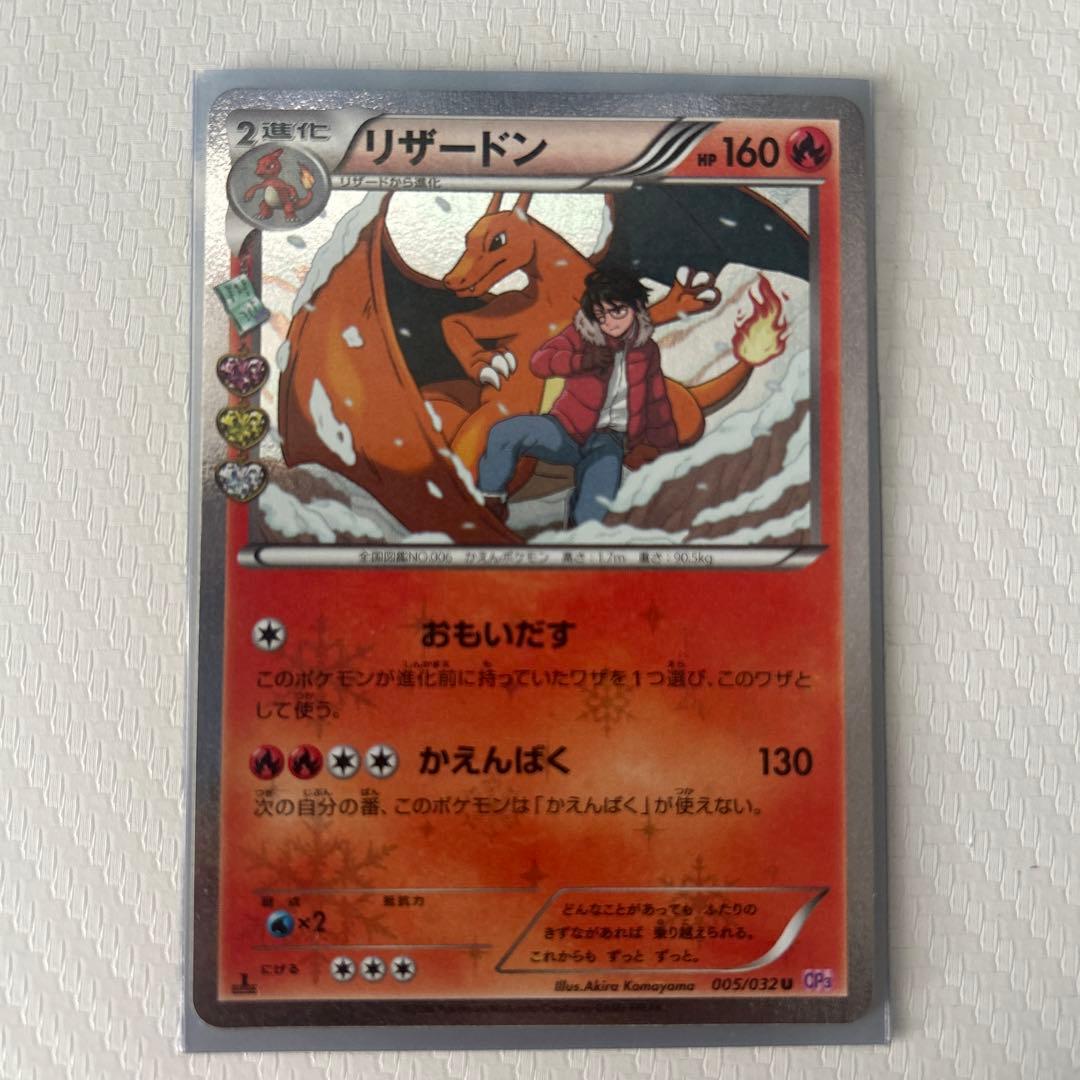 2進化
リザードン
HP 160
リザードから進化
全国図鑑NO.006 かえんポケモン 高さ：1.7m 重さ：90.5kg
おもいだす
このポケモンが進化前に持っていたワザを1つ選び、このワザと
して使う。
かえんばく 130
次の自分の番、このポケモンは「かえんばく」が使えない。
弱点 抵抗力
×2
どんなことがあっても ふたりの
きずながあれば 乗り越えられる。
これからも ずっと ずっと。
にげる
Illus.Akira Komayama 005/032 U CP3